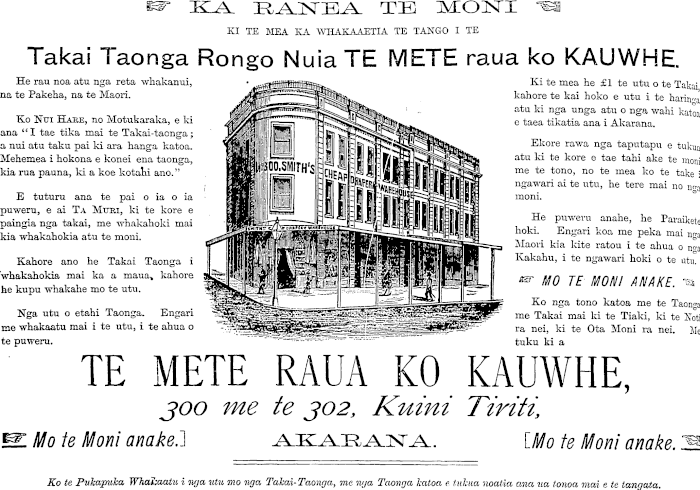 KA RANEA TE MONI
KI TE MEA KA WHAKAAETIA TE TANGO I TE
Takai Taonga Rongo Nuia TE METE raua ko KAUWHE.
He rau noa atu nga reta whakanui,
na te Pakeha, na te Maori.
Ko NUI HARE, no Motukaraka, e ki
ana "I tae tika mai te Takai-taonga;
a nui atu taku pai ki ara hanga katoa.
Mehemea i hokona e konei ena taonga,
kia rua pauna, ki a koe kotahi ano."
E tuturu ana te pai o ia o ia
puweru, e ai TA MURI, ki te kore e
paingia nga takai, me whakahoki mai
kia whakahokia atu te moni.
Kahore ano he Takai Taonga i
whakahokia mai ka a maua, kahore
he kupu whakahe mo te utu.
Nga utu o etahi Taonga. Engari
me whakaatu mai i te utu, i te ahua o
te puweru.
300, SMITH'S
CHEAP DRAPERY WAREHOUSE
Ki te mea he £1 te utu o te Takai,
kahore te kai hoko e utu i te haringa
atu ki nga unga atu o nga wahi katoa
e taea tikatia ana i Akarana.
Ekore rawa nga taputapu e tukua
atu ki te kore e tae tahi ake te moni
me te tono, no te mea ko te take i
ngawari ai te utu, he tere mai no nga
moni.
He puweru anahe, he Paraikete
hoki. Engari koa me peka mai nga
Maori kia kite ratou i te ahua o nga
Kakahu, i te ngawari hoki o te utu.
MO TE MONI ANAKE.
Ko nga tono katoa me te Taonga
me Takai mai ki te Tiaki, ki te Noti
ra nei, ki te Ota Moni ra nei. Me
tuku ki a
TE METE RAUA KO KAUWHE,
300 me te 302, Kuini Tiriti,
Mo te Moni anake.]
AKARANA.
[Mo te Moni anake.
Ko te Pukapuka Whakaatu i nga utu mo nga Takai-Taonga, me nga Taonga katoa e tukua noatia ana ua tonoa mai e te tangata.